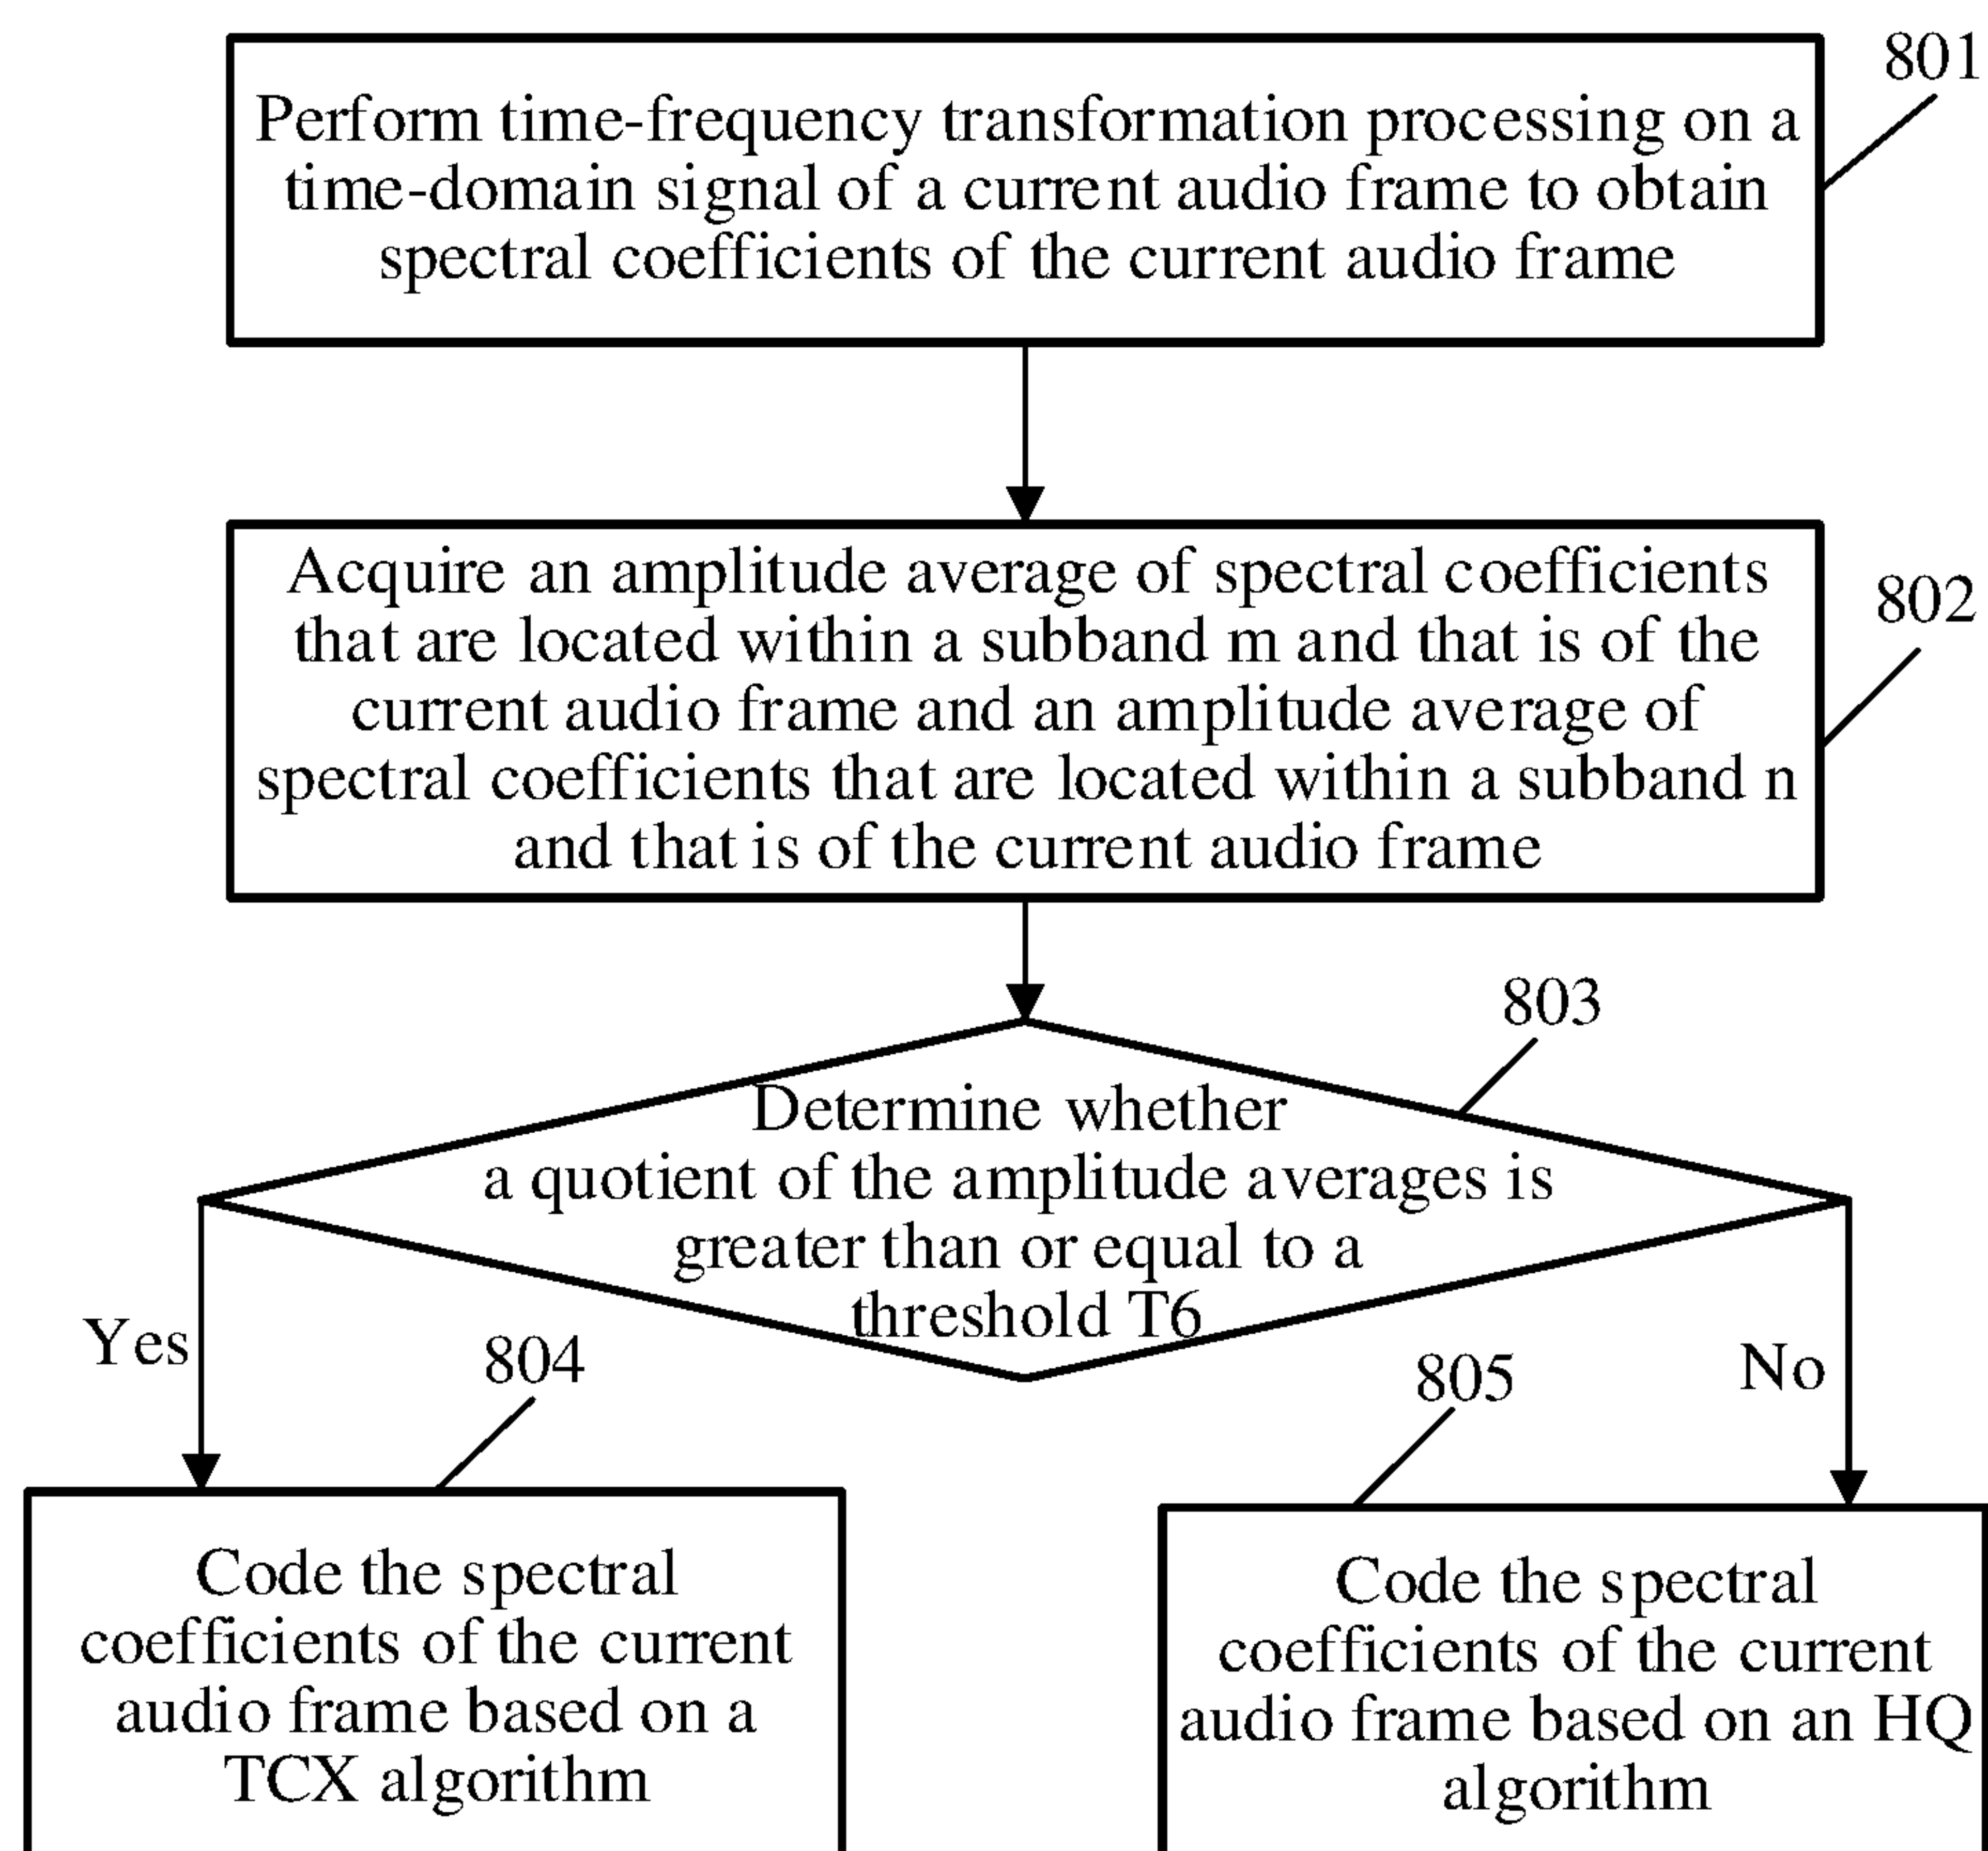 801
Perform time-frequency transformation processing on a
time-domain signal of a current audio frame to obtain
spectral coefficients of the current audio frame
802
Acquire an amplitude average of spectral coefficients
that are located within a subband m and that is of the
current audio frame and an amplitude average of
spectral coefficients that are located within a subband n
and that is of the current audio frame
803
Determine whether
a quotient of the amplitude averages is
greater than or equal to a
threshold T6
Yes
No
804
Code the spectral
coefficients of the current
audio frame based on a
TCX algorithm
805
Code the spectral
coefficients of the current
audio frame based on an HQ
algorithm